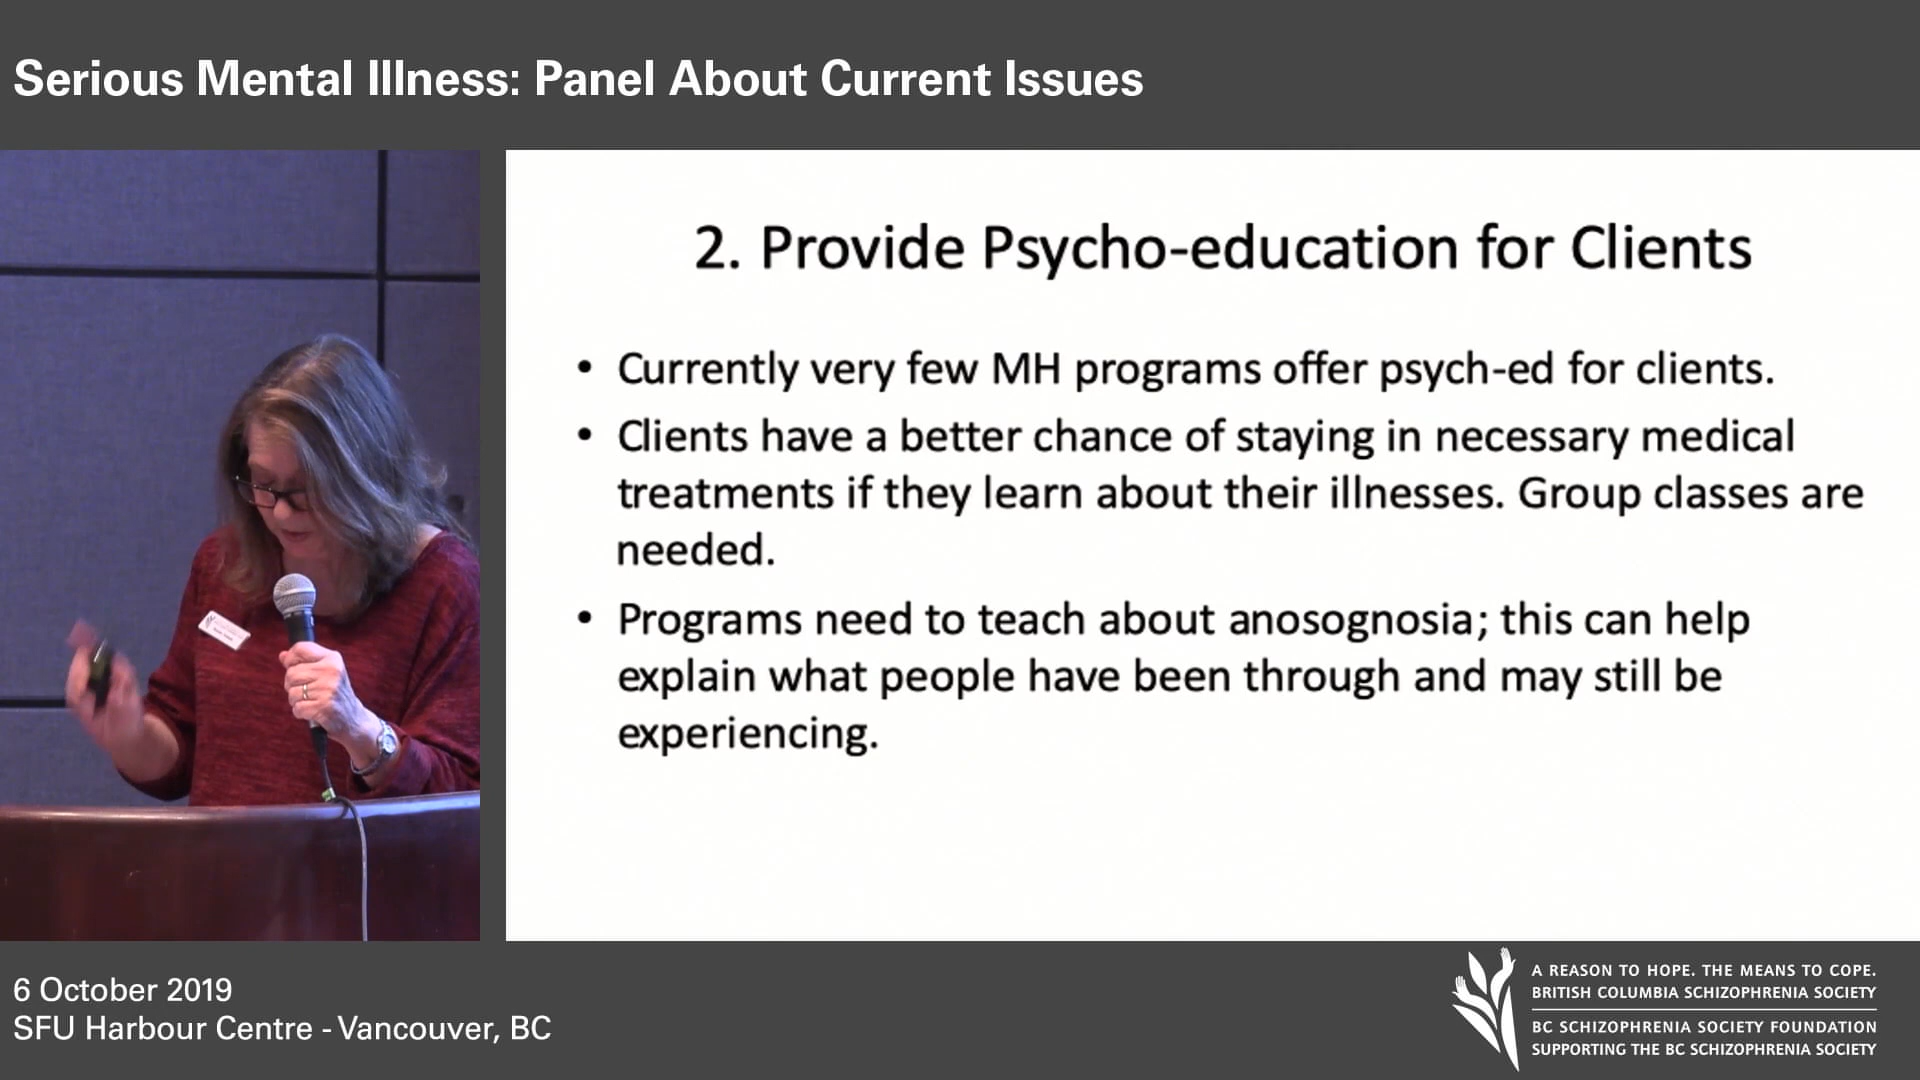 Serious Mental Illness: Panel About Current Issues
2. Provide Psycho-education for Clients
• Currently very few MH programs offer psych-ed for clients.
• Clients have a better chance of staying in necessary medical
treatments if they learn about their illnesses. Group classes are
needed.
• Programs need to teach about anosognosia; this can help
explain what people have been through and may still be
experiencing.
6 October 2019
SFU Harbour Centre - Vancouver, BC
A REASON TO HOPE. THE MEANS TO COPE.
BRITISH COLUMBIA SCHIZOPHRENIA SOCIETY
BC SCHIZOPHRENIA SOCIETY FOUNDATION
SUPPORTING THE BC SCHIZOPHRENIA SOCIETY